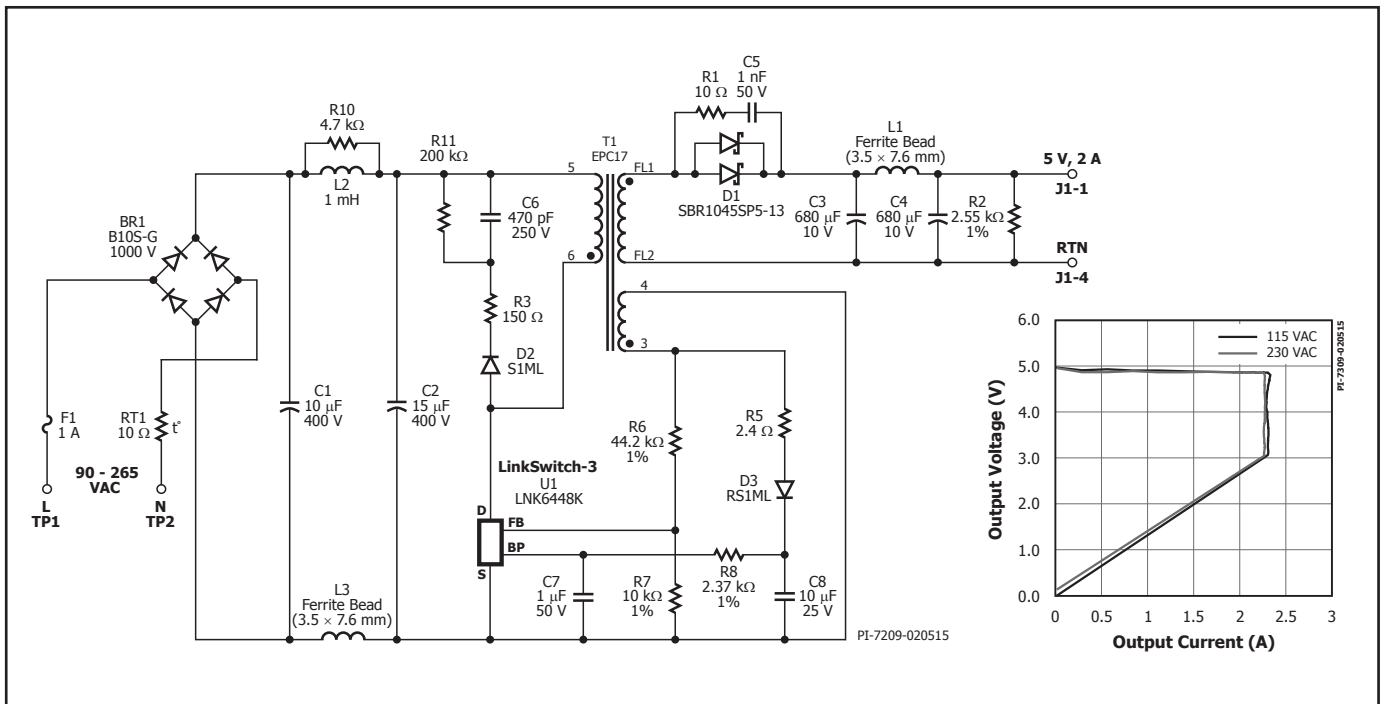 R10
4.7 kΩ
L2
1 mH
R11
200 kΩ
BR1
B10S-G
1000 V
C6
470 pF
250 V
R3
150 Ω
D2
S1ML
C1
10 μF
400 V
C2
15 μF
400 V
F1
1 A
RT1
10 Ω
t°
90 - 265
VAC
L
TP1
N
TP2
L3
Ferrite Bead
(3.5 × 7.6 mm)
LinkSwitch-3
U1
LNK6448K
D
FB
BP
S
C7
1 μF
50 V
R7
10 kΩ
1%
R6
44.2 kΩ
1%
R8
2.37 kΩ
1%
R5
2.4 Ω
D3
RS1ML
C8
10 μF
25 V
PI-7209-020515
T1
EPC17
5
6
FL1
FL2
4
3
R1
10 Ω
C5
1 nF
50 V
D1
SBR1045SP5-13
L1
Ferrite Bead
(3.5 × 7.6 mm)
C3
680 μF
10 V
C4
680 μF
10 V
R2
2.55 kΩ
1%
5 V, 2 A
J1-1
RTN
J1-4
Output Voltage (V)
6.0
5.0
4.0
3.0
2.0
1.0
0.0
0 0.5 1 1.5 2 2.5 3
Output Current (A)
115 VAC
230 VAC
PI-7309-020515